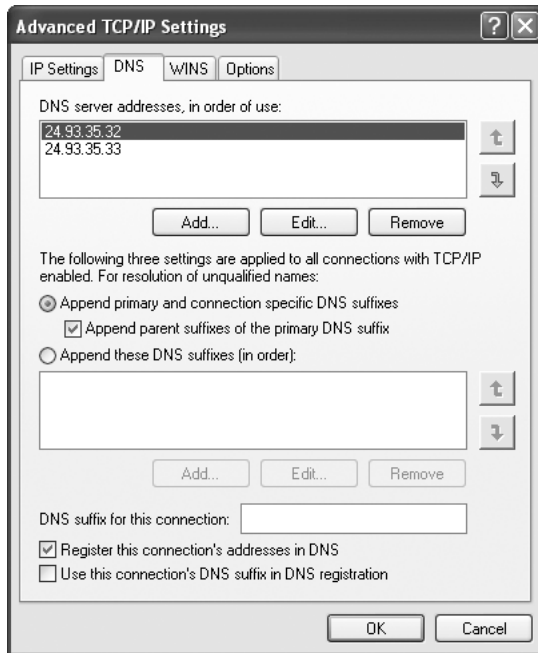 Advanced TCP/IP Settings
IP Settings DNS WINS Options
DNS server addresses, in order of use:
24.93.35.32
24.93.35.33
Add... Edit... Remove
The following three settings are applied to all connections with TCP/IP
enabled. For resolution of unqualified names:
Append primary and connection specific DNS suffixes
Append parent suffixes of the primary DNS suffix
Append these DNS suffixes (in order):
Add... Edit... Remove
DNS suffix for this connection:
Register this connection's addresses in DNS
Use this connection's DNS suffix in DNS registration
OK Cancel